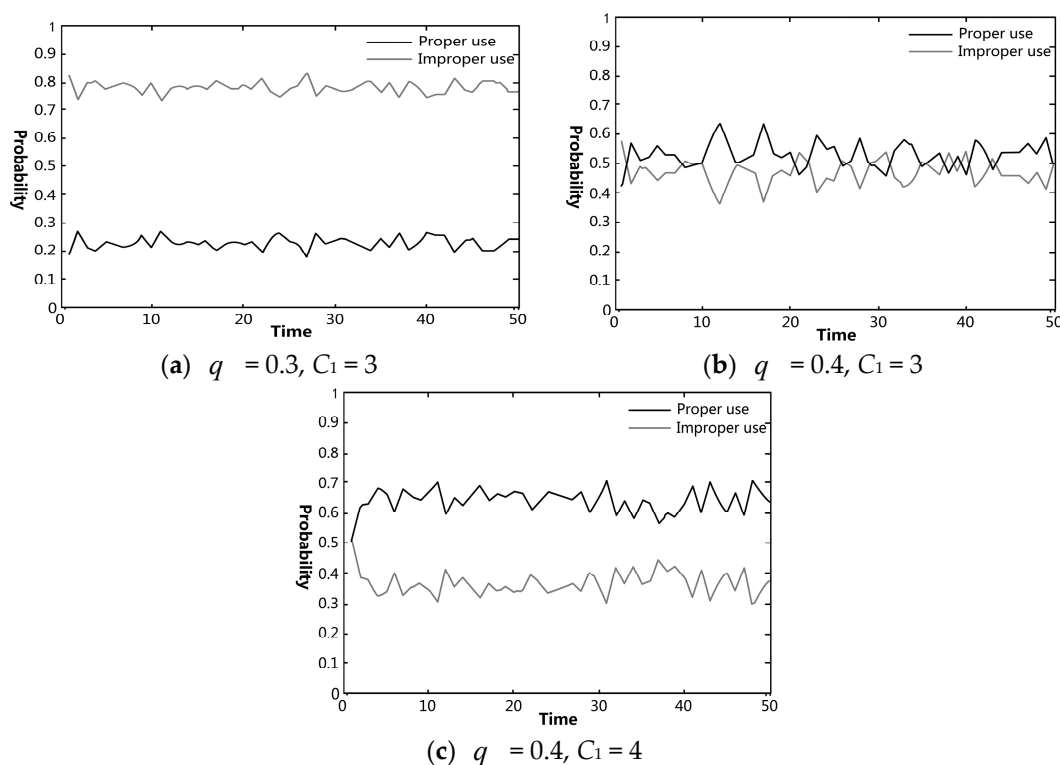 1
0.9
0.8
0.7
0.6
0.5
0.4
0.3
0.2
0.1
0
Probability
Proper use
Improper use
0 10 20 30 40 50
Time
(a) q = 0.3, C1 = 3
1
0.9
0.8
0.7
0.6
0.5
0.4
0.3
0.2
0.1
0
Probability
Proper use
Improper use
0 10 20 30 40 50
Time
(b) q = 0.4, C1 = 3
1
0.9
0.8
0.7
0.6
0.5
0.4
0.3
0.2
0.1
0
Probability
Proper use
Improper use
0 10 20 30 40 50
Time
(c) q = 0.4, C1 = 4